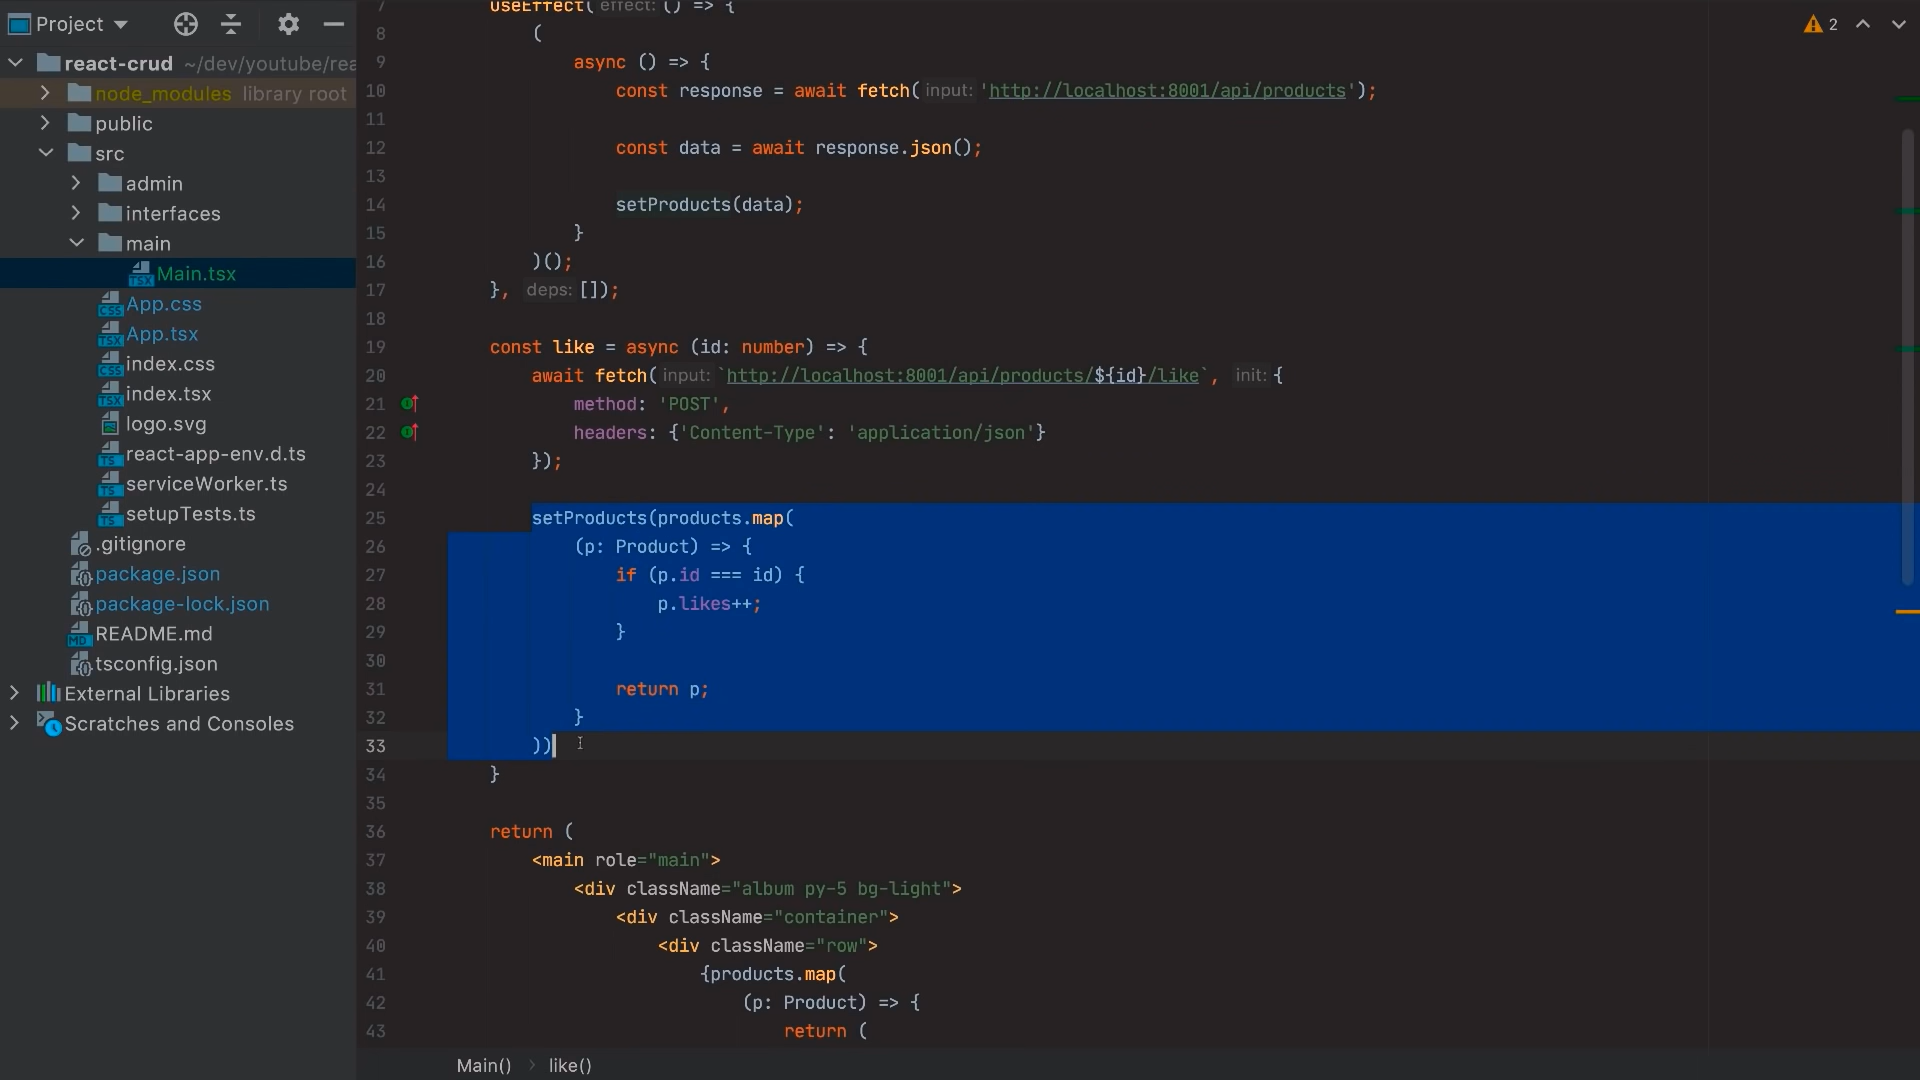 Project
react-crud ~/dev/youtube/rea
node_modules library root
public
src
admin
interfaces
main
Main.tsx
App.css
App.tsx
index.css
index.tsx
logo.svg
react-app-env.d.ts
serviceWorker.ts
setupTests.ts
.gitignore
package.json
package-lock.json
README.md
tsconfig.json
External Libraries
Scratches and Consoles
2
7 useEffect( effect: () => {
8 (
9 async () => {
10 const response = await fetch( input: 'http://localhost:8001/api/products');
11
12 const data = await response.json();
13
14 setProducts(data);
15 }
16 )();
17 }, deps: []);
18
19 const like = async (id: number) => {
20 await fetch( input: `http://localhost:8001/api/products/${id}/like`, init: {
21 method: 'POST',
22 headers: {'Content-Type': 'application/json'}
23 });
24
25 setProducts(products.map(
26 (p: Product) => {
27 if (p.id === id) {
28 p.likes++;
29 }
30
31 return p;
32 }
33 ))
34 }
35
36 return (
37 <main role="main">
38 <div className="album py-5 bg-light">
39 <div className="container">
40 <div className="row">
41 {products.map(
42 (p: Product) => {
43 return (
Main() > like()